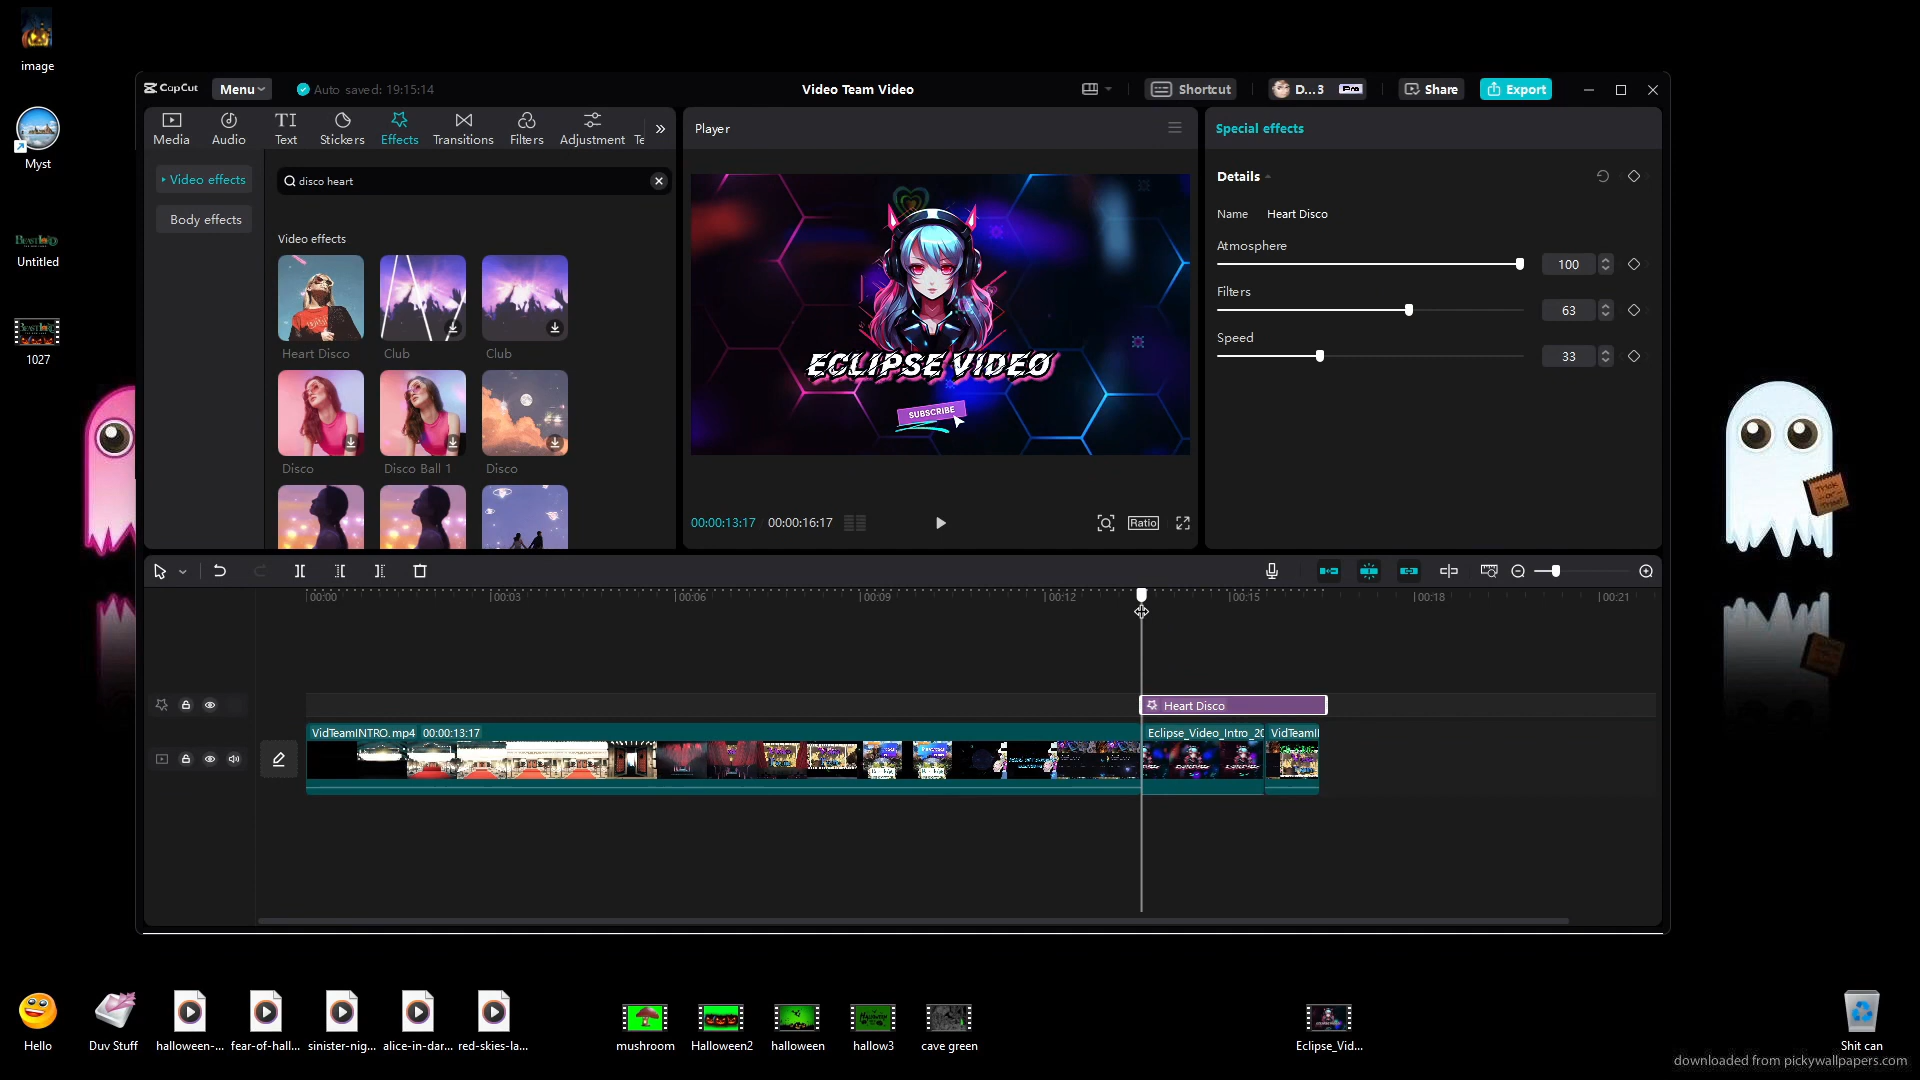 image
Myst
Untitled
1027
CapCut
Menu
Auto saved: 19:15:14
Video Team Video
Shortcut
D...3
Pro
Share
Export
Media
Audio
Text
Stickers
Effects
Transitions
Filters
Adjustment
Te
Video effects
Body effects
disco heart
Video effects
Heart Disco
Club
Club
Disco
Disco Ball 1
Disco
Player
ECLIPSE VIDEO
SUBSCRIBE
00:00:13:17
00:00:16:17
Ratio
Special effects
Details
Name
Heart Disco
Atmosphere
100
Filters
63
Speed
33
00:00
00:03
00:06
00:09
00:12
00:15
00:18
00:21
Heart Disco
VidTeamINTRO.mp4 00:00:13:17
Eclipse_Video_Intro_20
VidTeamI
Trick
or
Treat
Hello
Duv Stuff
halloween-...
fear-of-hall...
sinister-nig...
alice-in-dar...
red-skies-la...
mushroom
Halloween2
halloween
hallow3
cave green
Eclipse_Vid...
Shit can
downloaded from pickywallpapers.com